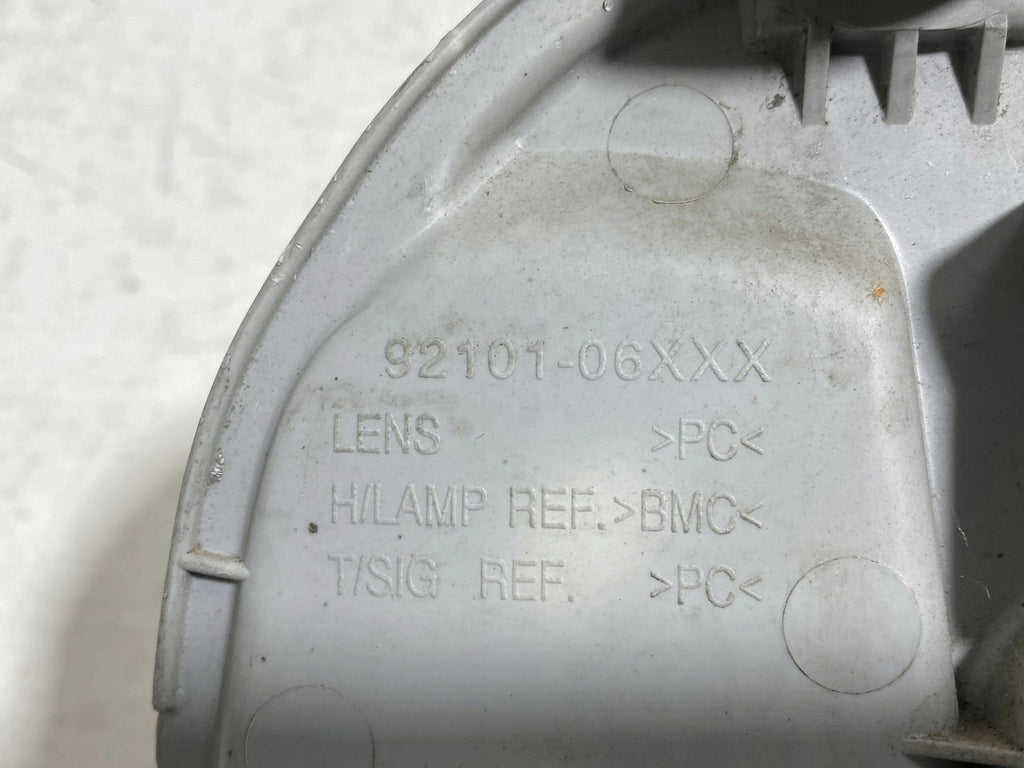 92101-06XXX
LENS >PC<
H/LAMP REF. >BMC<
T/SIG REF. >PC<